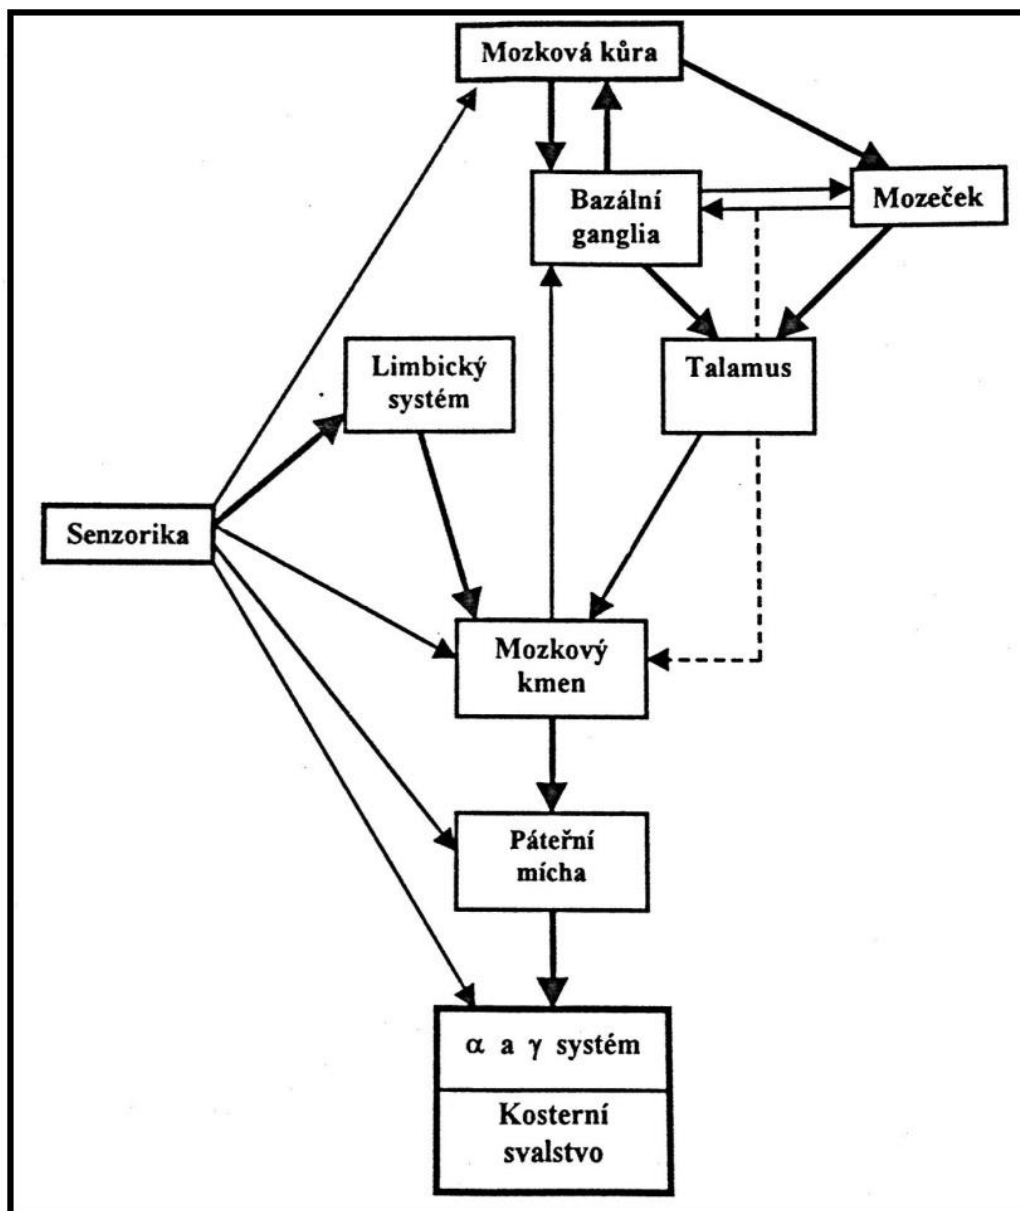 Mozková kůra
Bazální
ganglia
Mozeček
Limbický
systém
Talamus
Senzorika
Mozkový
kmen
Páteřní
mícha
α a γ systém
Kosterní
svalstvo